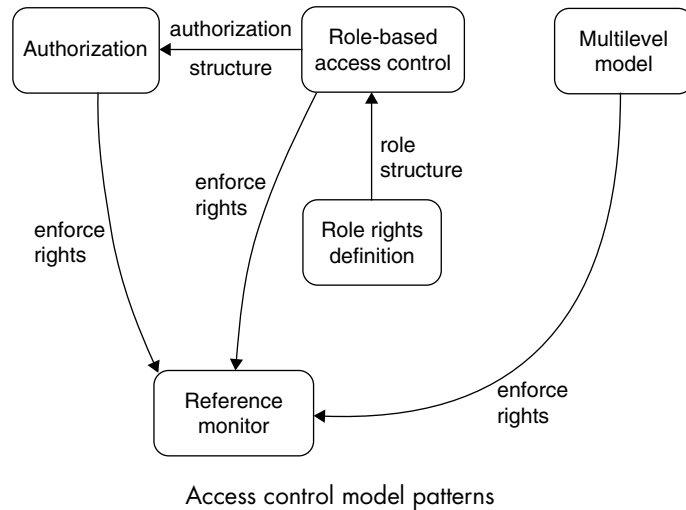 Authorization
authorization
structure
Role-based
access control
Multilevel
model
role
structure
enforce
rights
enforce
rights
Role rights
definition
Reference
monitor
enforce
rights
Access control model patterns